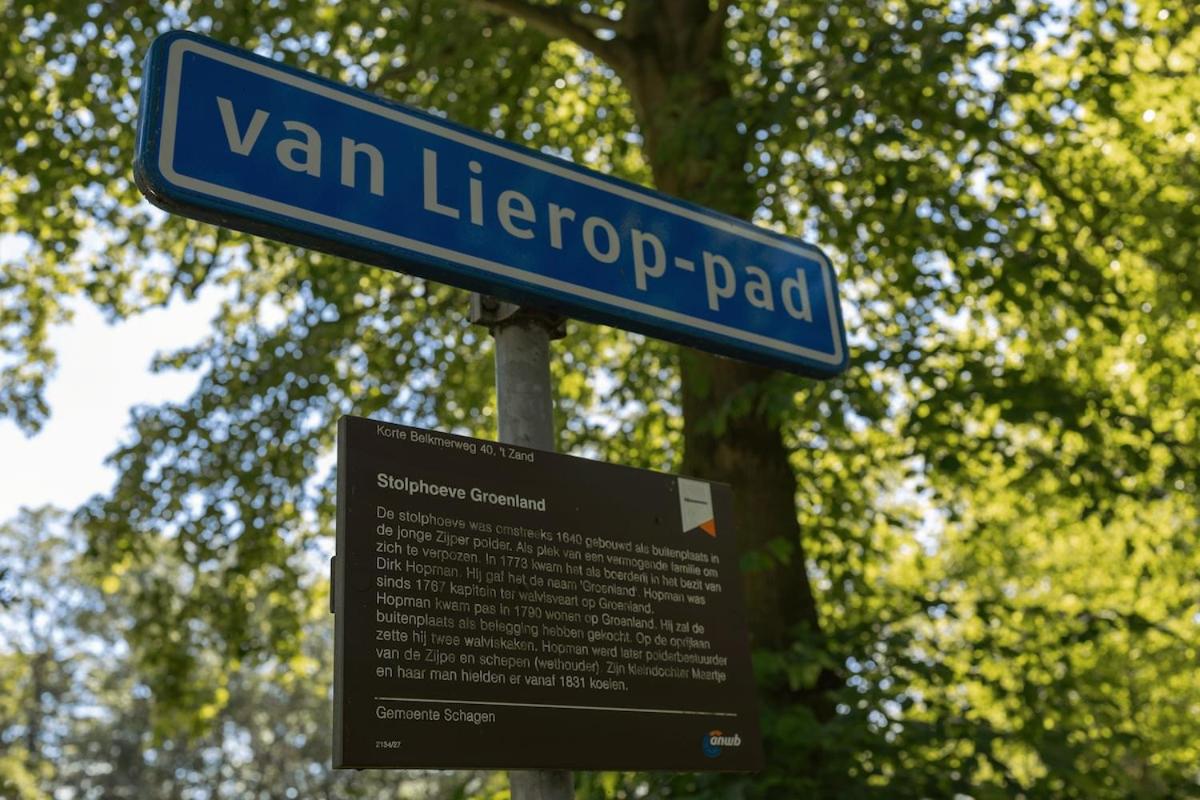 van Lierop-pad
Korte Belkmerweg 40, 't Zand
Stolphoeve Groenland
De stolphoeve was omstreeks 1640 gebouwd als buitenplaats in
de jonge Zijper polder. Als plek van een vermogende familie om
zich te verpozen. In 1773 kwam het als boerderij in het bezit van
Dirk Hopman. Hij gaf het de naam 'Groenland'. Hopman was
sinds 1767 kapitein ter walvisvaart op Groenland.
Hopman kwam pas in 1790 wonen op Groenland. Hij zal de
buitenplaats als belegging hebben gekocht. Op de oprijlaan
zette hij twee walviskaken. Hopman werd later polderbestuurder
van de Zijpe en schepen (wethouder). Zijn kleindochter Maartje
en haar man hielden er vanaf 1831 koeien.
Gemeente Schagen
2134/27
anwb